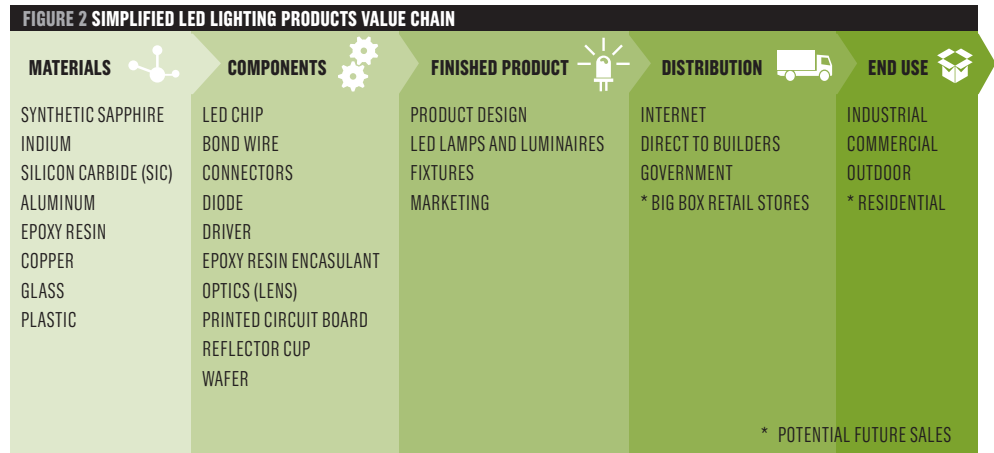 FIGURE 2 SIMPLIFIED LED LIGHTING PRODUCTS VALUE CHAIN
MATERIALS
SYNTHETIC SAPPHIRE
INDIUM
SILICON CARBIDE (SIC)
ALUMINUM
EPOXY RESIN
COPPER
GLASS
PLASTIC
COMPONENTS
LED CHIP
BOND WIRE
CONNECTORS
DIODE
DRIVER
EPOXY RESIN ENCASULANT
OPTICS (LENS)
PRINTED CIRCUIT BOARD
REFLECTOR CUP
WAFER
FINISHED PRODUCT
PRODUCT DESIGN
LED LAMPS AND LUMINAIRES
FIXTURES
MARKETING
DISTRIBUTION
INTERNET
DIRECT TO BUILDERS
GOVERNMENT
* BIG BOX RETAIL STORES
END USE
INDUSTRIAL
COMMERCIAL
OUTDOOR
* RESIDENTIAL
* POTENTIAL FUTURE SALES